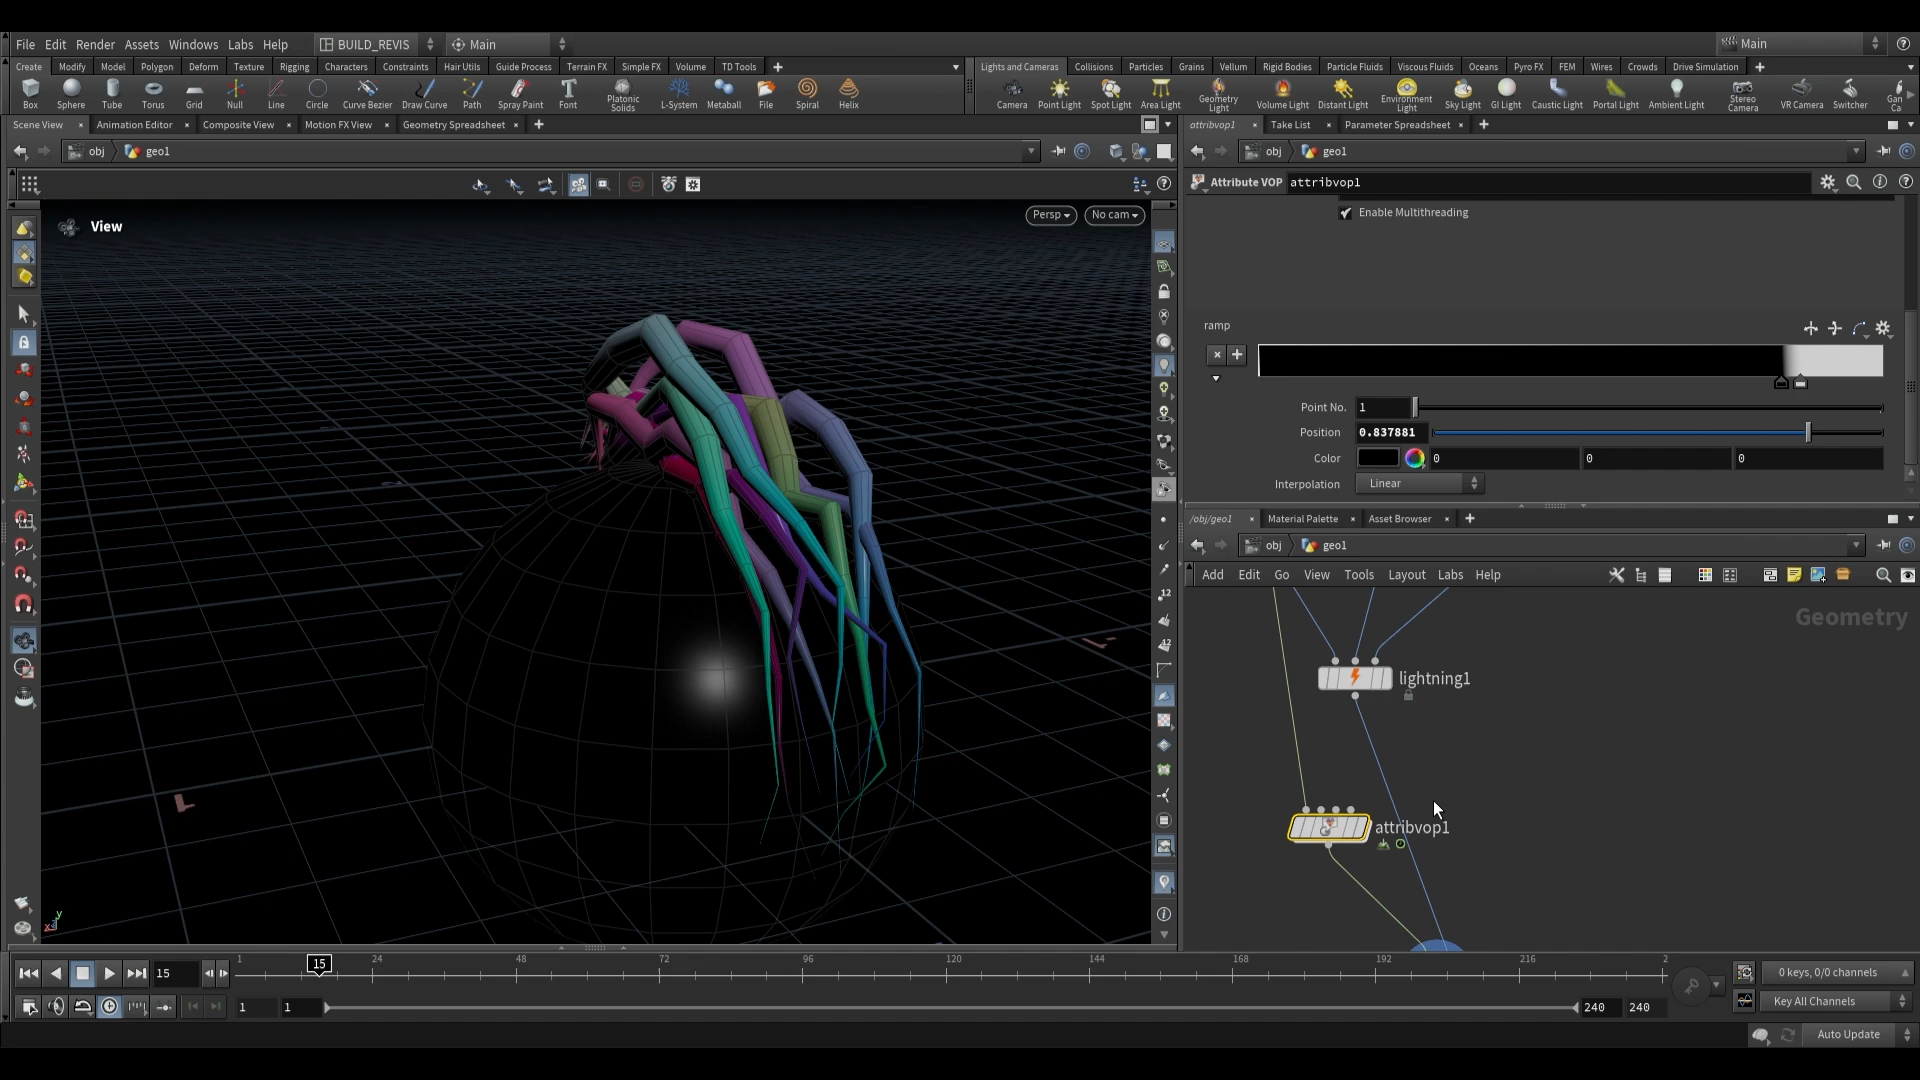 File Edit Render Assets Windows Labs Help BUILD_REVIS Main Main
Create Modify Model Polygon Deform Texture Rigging Characters Constraints Hair Utils Guide Process Terrain FX Simple FX Volume TD Tools
Lights and Cameras Collisions Particles Grains Vellum Rigid Bodies Particle Fluids Viscous Fluids Oceans Pyro FX FEM Wires Crowds Drive Simulation
Box Sphere Tube Torus Grid Null Line Circle Curve Bezier Draw Curve Path Spray Paint Font Platonic Solids L-System Metaball File Spiral Helix
Camera Point Light Spot Light Area Light Geometry Light Volume Light Distant Light Environment Light Sky Light GI Light Caustic Light Portal Light Ambient Light Stereo Camera VR Camera Switcher Gan Ca
Scene View Animation Editor Composite View Motion FX View Geometry Spreadsheet
attribvop1 Take List Parameter Spreadsheet
obj geo1
obj geo1
Attribute VOP attribvop1
Enable Multithreading
View
Persp No cam
ramp
Point No. 1
Position 0.837881
Color 0 0 0
Interpolation Linear
/obj/geo1 Material Palette Asset Browser
obj geo1
Add Edit Go View Tools Layout Labs Help
Geometry
lightning1
attribvop1
y
x
15
1 15 24 48 72 96 120 144 168 192 216 2
0 keys, 0/0 channels
1 1 240 240
Key All Channels
Auto Update